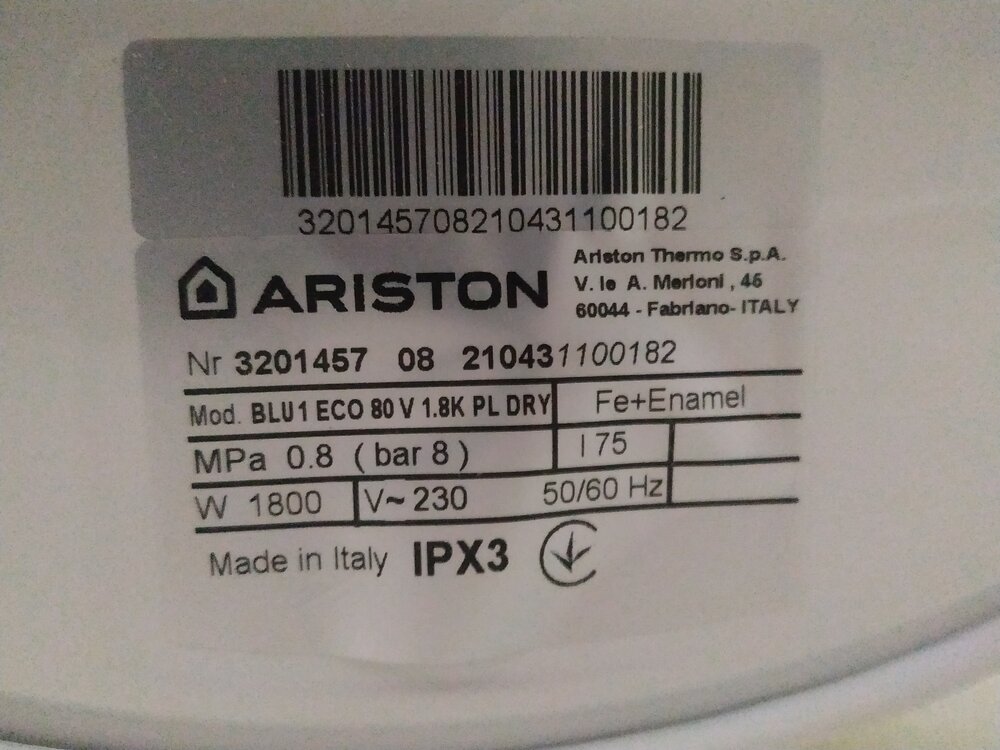 320145708210431100182
ARISTON
Ariston Thermo S.p.A.
V. le A. Merloni , 45
60044 - Fabriano- ITALY
Nr 3201457 08 210431100182
Mod. BLU1 ECO 80 V 1.8K PL DRY Fe+Enamel
MPa 0.8 ( bar 8 ) l 75
W 1800 V~ 230 50/60 Hz
Made in Italy IPX3